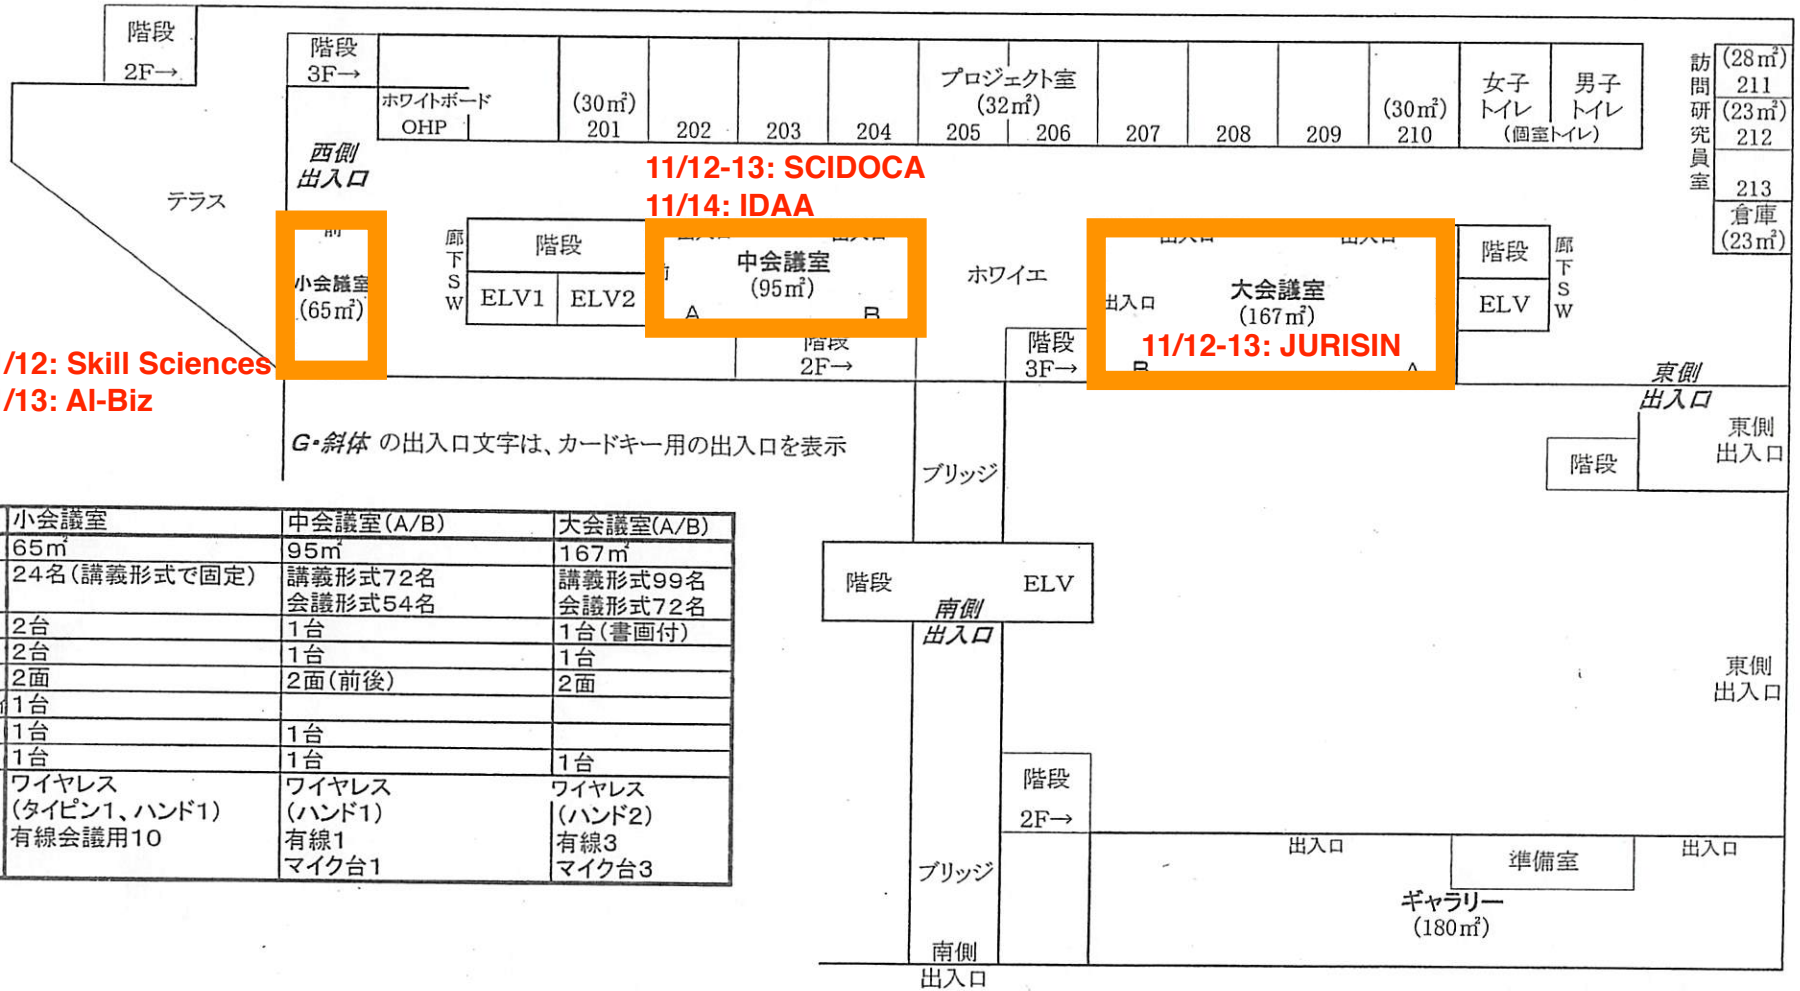 階段
2F→
階段
3F→
ホワイトボード
OHP
(30㎡)
201
202
203
204
プロジェクト室
(32㎡)
205
206
207
208
209
(30㎡)
210
女子
トイレ
男子
トイレ
(個室トイレ)
訪問研究員室
(28㎡)
211
(23㎡)
212
213
倉庫
(23㎡)
西側
出入口
テラス
11/12-13: SCIDOCA
11/14: IDAA
前
小会議室
(65㎡)
廊下SW
階段
ELV1
ELV2
出入口
出入口
中会議室
(95㎡)
A
B
階段
2F→
ホワイエ
階段
3F→
出入口
出入口
出入口
大会議室
(167㎡)
11/12-13: JURISIN
B
A
階段
ELV
廊下SW
/12: Skill Sciences
/13: AI-Biz
東側
出入口
東側
出入口
階段
G・斜体 の出入口文字は、カードキー用の出入口を表示
ブリッジ
小会議室 中会議室(A/B) 大会議室(A/B)
65㎡ 95㎡ 167㎡
24名(講義形式で固定) 講義形式72名 講義形式99名
会議形式54名 会議形式72名
2台 1台 1台(書画付)
2台 1台 1台
2面 2面(前後) 2面
1台
1台 1台
1台 1台 1台
ワイヤレス ワイヤレス ワイヤレス
(タイピン1、ハンド1) (ハンド1) (ハンド2)
有線会議用10 有線1 有線3
マイク台1 マイク台3
階段
ELV
南側
出入口
東側
出入口
階段
2F→
ブリッジ
出入口
準備室
出入口
ギャラリー
(180㎡)
南側
出入口